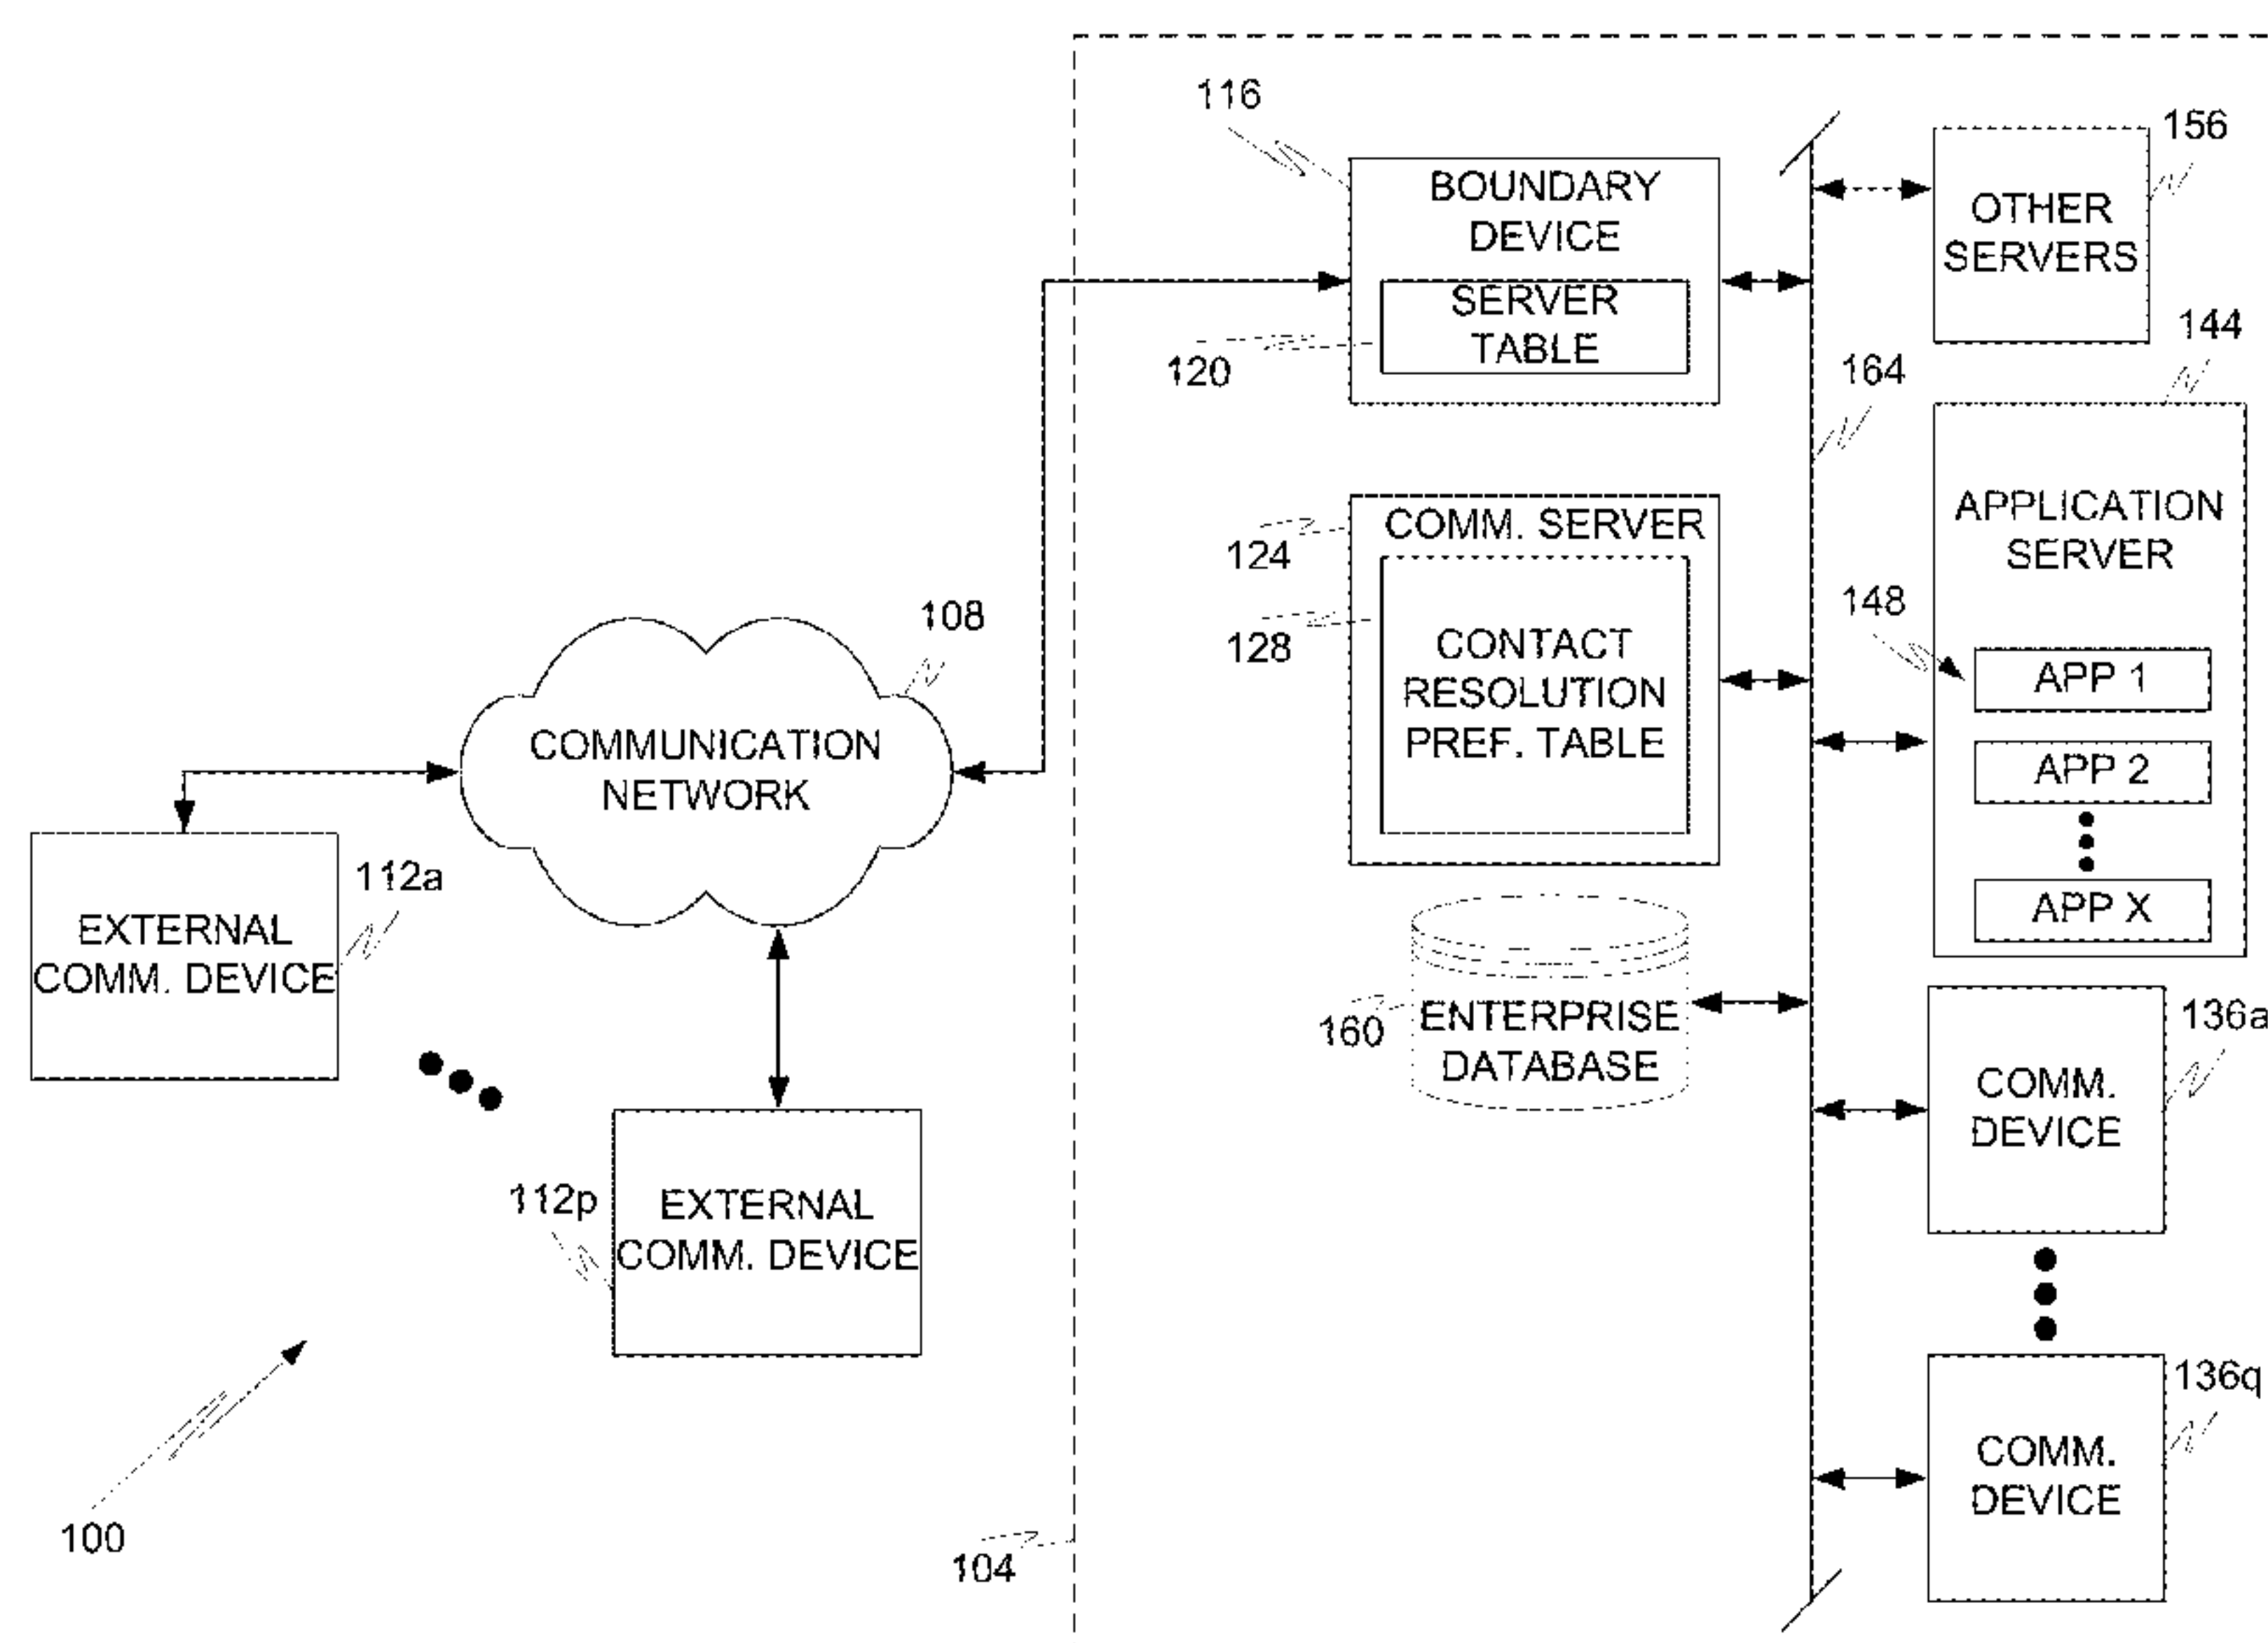 116
BOUNDARY
DEVICE
SERVER
TABLE
120
156
OTHER
SERVERS
144
164
APPLICATION
SERVER
148
APP 1
APP 2
APP X
124
COMM. SERVER
128
CONTACT
RESOLUTION
PREF. TABLE
108
COMMUNICATION
NETWORK
112a
EXTERNAL
COMM. DEVICE
160
ENTERPRISE
DATABASE
136a
COMM.
DEVICE
112p
EXTERNAL
COMM. DEVICE
136q
COMM.
DEVICE
100
104